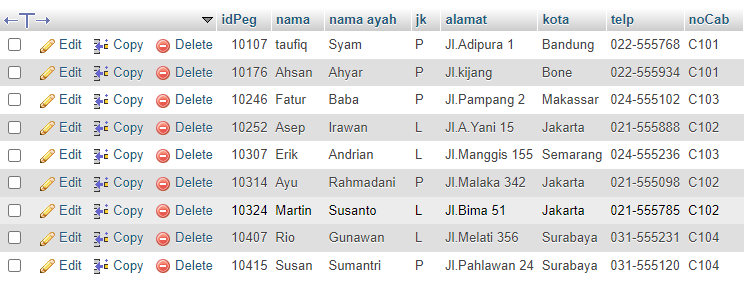 idPeg nama nama ayah jk alamat kota telp noCab
Edit Copy Delete 10107 taufiq Syam P Jl.Adipura 1 Bandung 022-555768 C101
Edit Copy Delete 10176 Ahsan Ahyar P Jl.kijang Bone 022-555934 C101
Edit Copy Delete 10246 Fatur Baba P Jl.Pampang 2 Makassar 024-555102 C103
Edit Copy Delete 10252 Asep Irawan L Jl.A.Yani 15 Jakarta 021-555888 C102
Edit Copy Delete 10307 Erik Andrian L Jl.Manggis 155 Semarang 024-555236 C103
Edit Copy Delete 10314 Ayu Rahmadani P Jl.Malaka 342 Jakarta 021-555098 C102
Edit Copy Delete 10324 Martin Susanto L Jl.Bima 51 Jakarta 021-555785 C102
Edit Copy Delete 10407 Rio Gunawan L Jl.Melati 356 Surabaya 031-555231 C104
Edit Copy Delete 10415 Susan Sumantri P Jl.Pahlawan 24 Surabaya 031-555120 C104